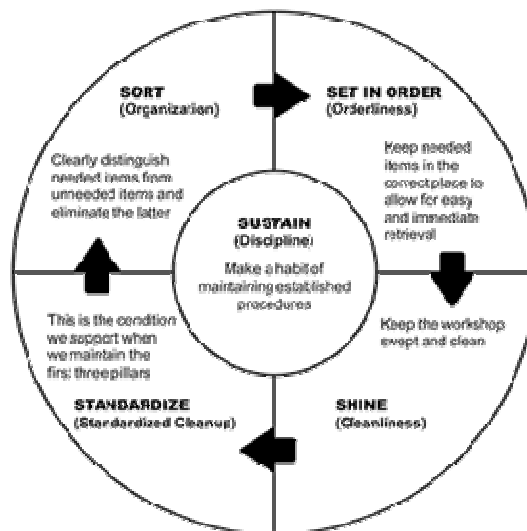 SORT
(Organization)
Clearly distinguish
needed items from
unneeded items and
eliminate the latter
SET IN ORDER
(Orderliness)
Keep needed
items in the
correct place to
allow for easy
and immediate
retrieval
SUSTAIN
(Discipline)
Make a habit of
maintaining established
procedures
This is the condition
we support when
we maintain the
first three pillars
STANDARDIZE
(Standardized Cleanup)
Keep the workshop
swept and clean
SHINE
(Cleanliness)